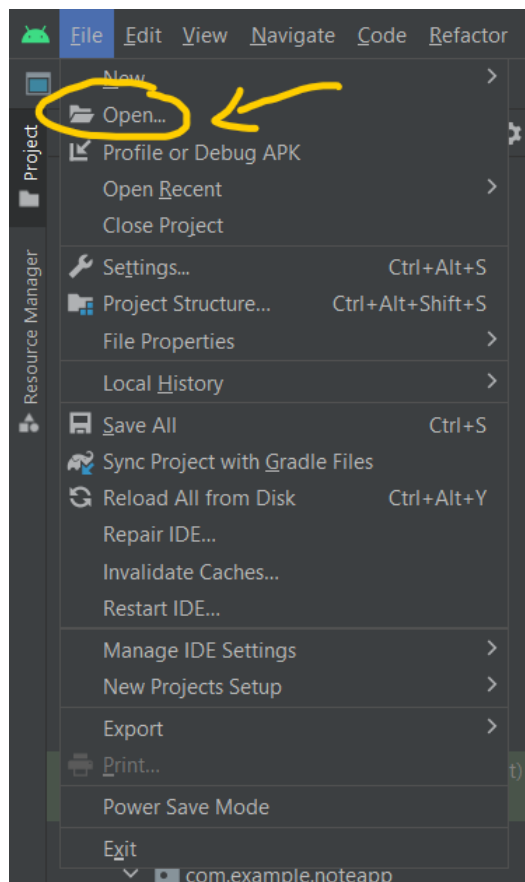 File Edit View Navigate Code Refactor
New
Open...
Profile or Debug APK
Open Recent
Close Project
Settings... Ctrl+Alt+S
Project Structure... Ctrl+Alt+Shift+S
File Properties
Local History
Save All Ctrl+S
Sync Project with Gradle Files
Reload All from Disk Ctrl+Alt+Y
Repair IDE...
Invalidate Caches...
Restart IDE...
Manage IDE Settings
New Projects Setup
Export
Print...
t)
Power Save Mode
Exit
com.example.noteapp
Project
Resource Manager